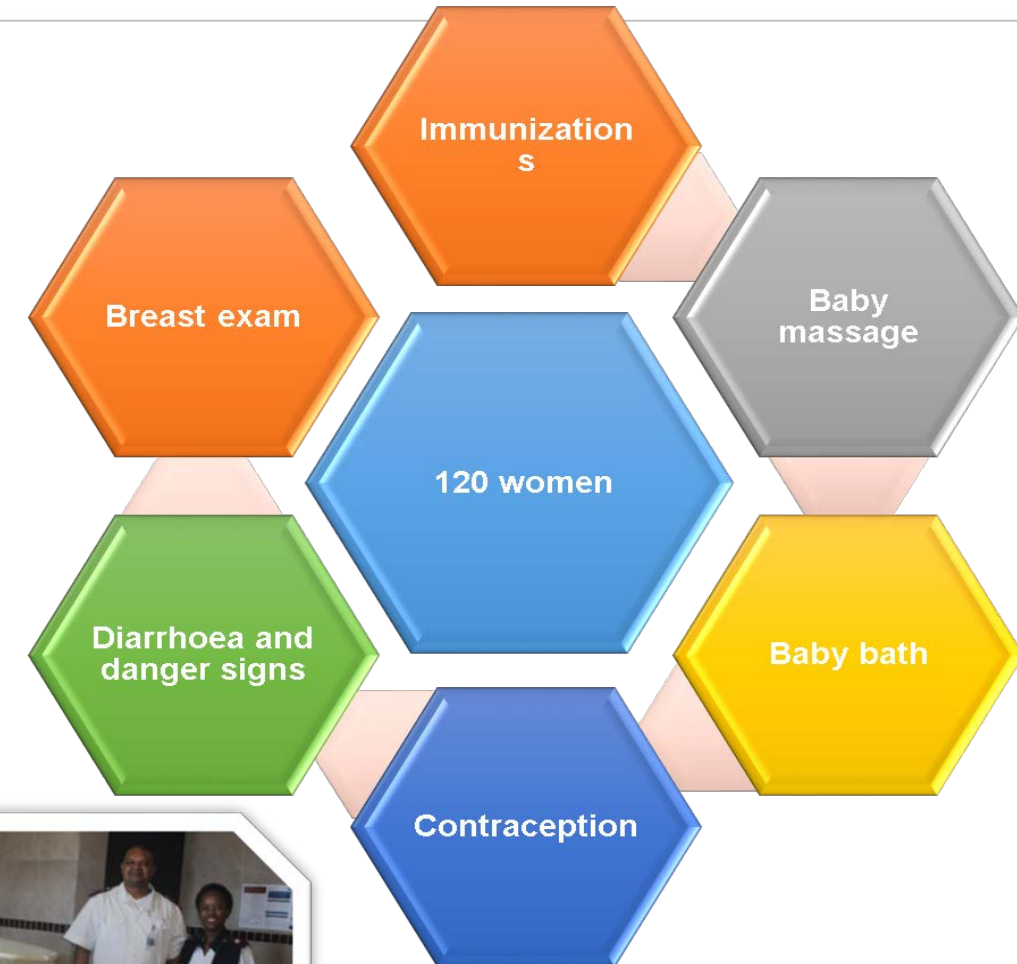 Immunization
s
Breast exam
Baby
massage
120 women
Diarrhoea and
danger signs
Baby bath
Contraception